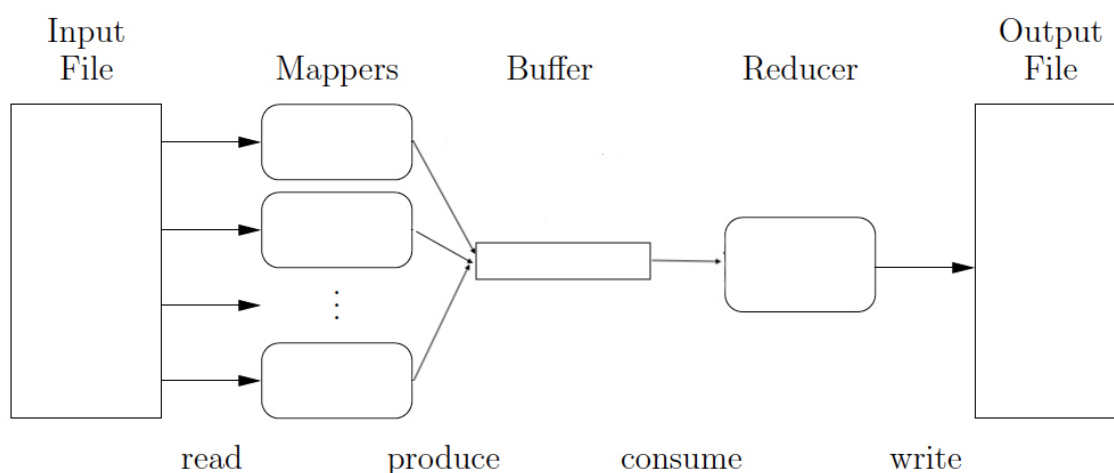 Input
File
Mappers
Buffer
Reducer
Output
File
read
produce
consume
write